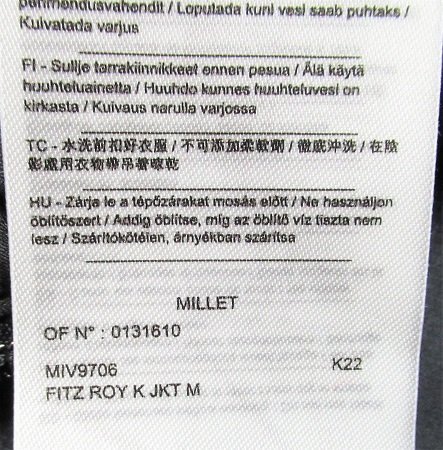 pehmendusvahendit / Loputada kuni vesi saab puhtaks /
Kuivatada varjus
FI - Sulije tarrakiinnikkeet ennen pesua / Älä käytä
huuhteluainetta / Huuhdo kunnes huuhteluvesi on
kirkasta / Kuivaus narulla varjossa
TC - 水洗前扣好衣服 / 不可添加柔軟劑 / 徹底沖洗 / 在陰
影處用衣物帶吊著晾乾
HU - Zárja le a tépőzárakat mosás előtt / Ne használjon
öblítőszert / Addig öblítse, míg az öblítő víz tiszta nem
lesz / Szárítókötélen, árnyékban szárítsa
MILLET
OF N° : 0131610
MIV9706 K22
FITZ ROY K JKT M